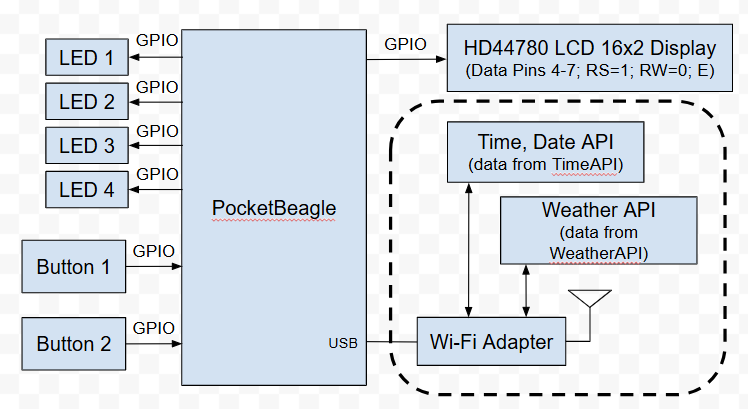 GPIO
LED 1
GPIO
LED 2
GPIO
LED 3
GPIO
LED 4
GPIO
Button 1
GPIO
Button 2
PocketBeagle
USB
GPIO
HD44780 LCD 16x2 Display
(Data Pins 4-7; RS=1; RW=0; E)
Time, Date API
(data from TimeAPI)
Weather API
(data from
WeatherAPI)
Wi-Fi Adapter